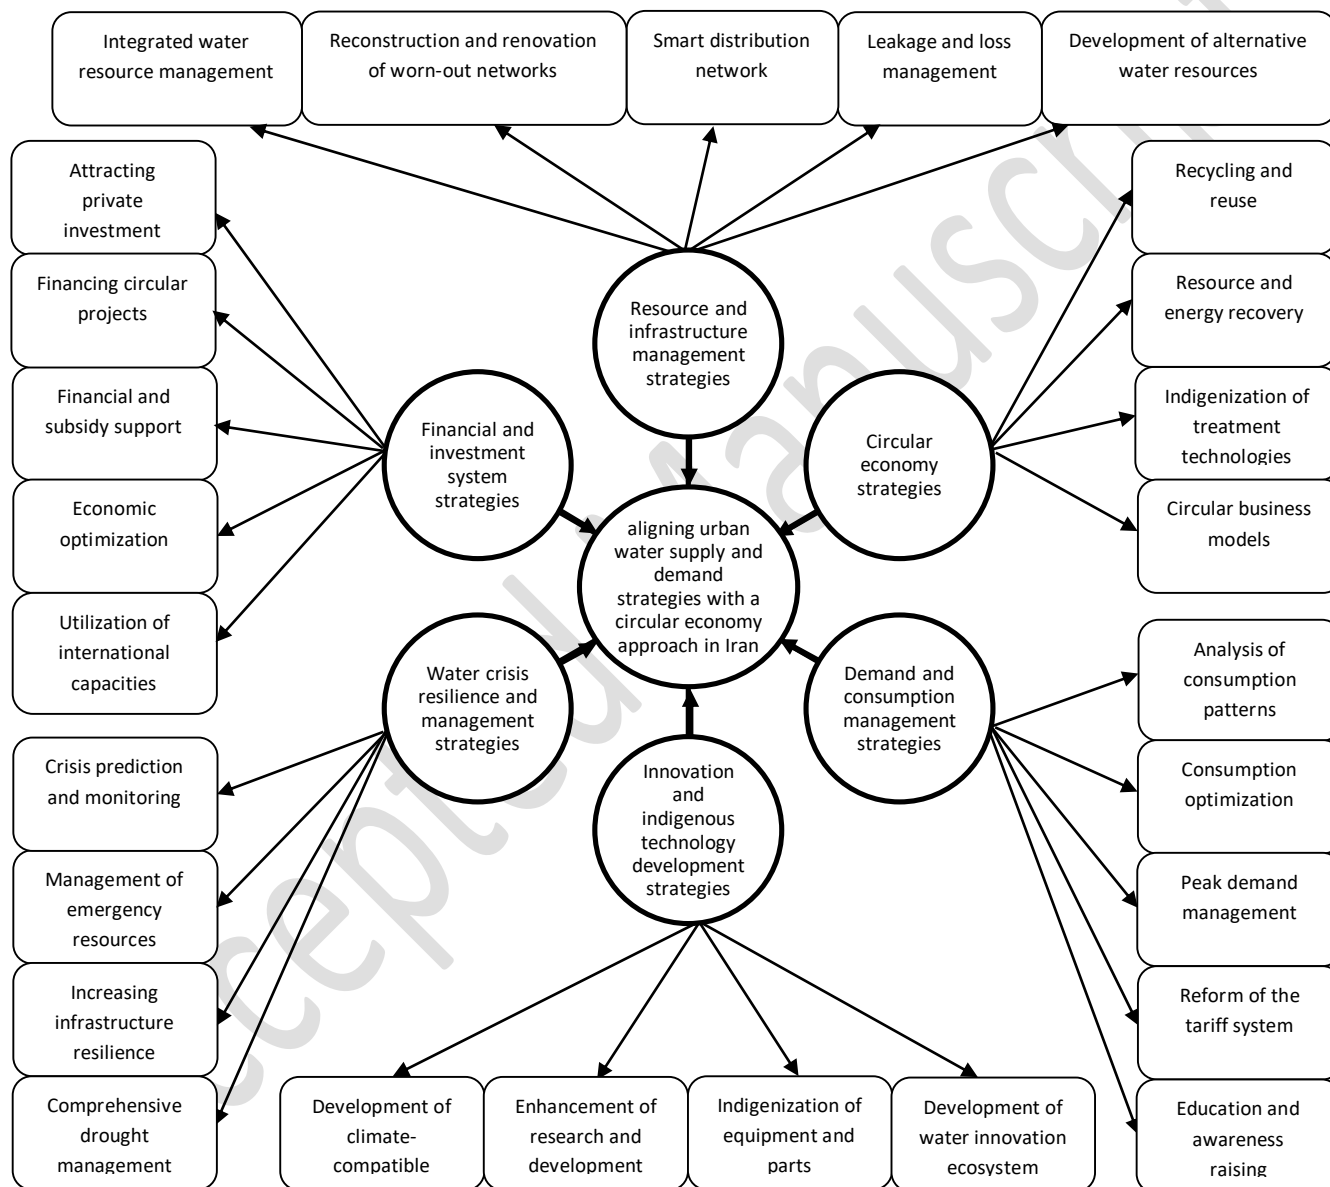 Integrated water
resource management
Reconstruction and renovation
of worn-out networks
Smart distribution
network
Leakage and loss
management
Development of alternative
water resources
Attracting
private
investment
Financing circular
projects
Financial and
subsidy support
Economic
optimization
Utilization of
international
capacities
Crisis prediction
and monitoring
Management of
emergency
resources
Increasing
infrastructure
resilience
Comprehensive
drought
management
Resource and
infrastructure
management
strategies
Financial and
investment
system
strategies
Circular
economy
strategies
aligning urban
water supply and
demand
strategies with a
circular economy
approach in Iran
Water crisis
resilience and
management
strategies
Demand and
consumption
management
strategies
Innovation
and
indigenous
technology
development
strategies
Recycling and
reuse
Resource and
energy recovery
Indigenization of
treatment
technologies
Circular business
models
Analysis of
consumption
patterns
Consumption
optimization
Peak demand
management
Reform of the
tariff system
Education and
awareness
raising
Development of
climate-
compatible
Enhancement of
research and
development
Indigenization of
equipment and
parts
Development of
water innovation
ecosystem